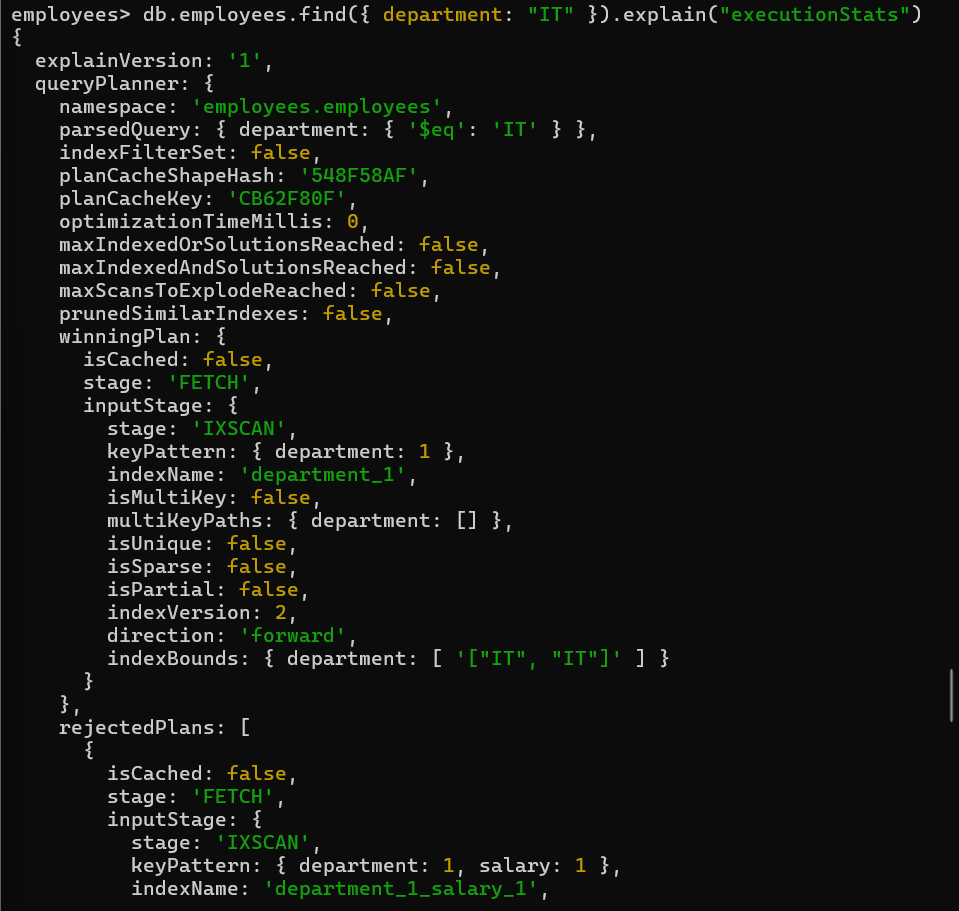 employees> db.employees.find({ department: "IT" }).explain("executionStats")
{
  explainVersion: '1',
  queryPlanner: {
    namespace: 'employees.employees',
    parsedQuery: { department: { '$eq': 'IT' } },
    indexFilterSet: false,
    planCacheShapeHash: '548F58AF',
    planCacheKey: 'CB62F80F',
    optimizationTimeMillis: 0,
    maxIndexedOrSolutionsReached: false,
    maxIndexedAndSolutionsReached: false,
    maxScansToExplodeReached: false,
    prunedSimilarIndexes: false,
    winningPlan: {
      isCached: false,
      stage: 'FETCH',
      inputStage: {
        stage: 'IXSCAN',
        keyPattern: { department: 1 },
        indexName: 'department_1',
        isMultiKey: false,
        multiKeyPaths: { department: [] },
        isUnique: false,
        isSparse: false,
        isPartial: false,
        indexVersion: 2,
        direction: 'forward',
        indexBounds: { department: [ '["IT", "IT"]' ] }
      }
    },
    rejectedPlans: [
      {
        isCached: false,
        stage: 'FETCH',
        inputStage: {
          stage: 'IXSCAN',
          keyPattern: { department: 1, salary: 1 },
          indexName: 'department_1_salary_1',